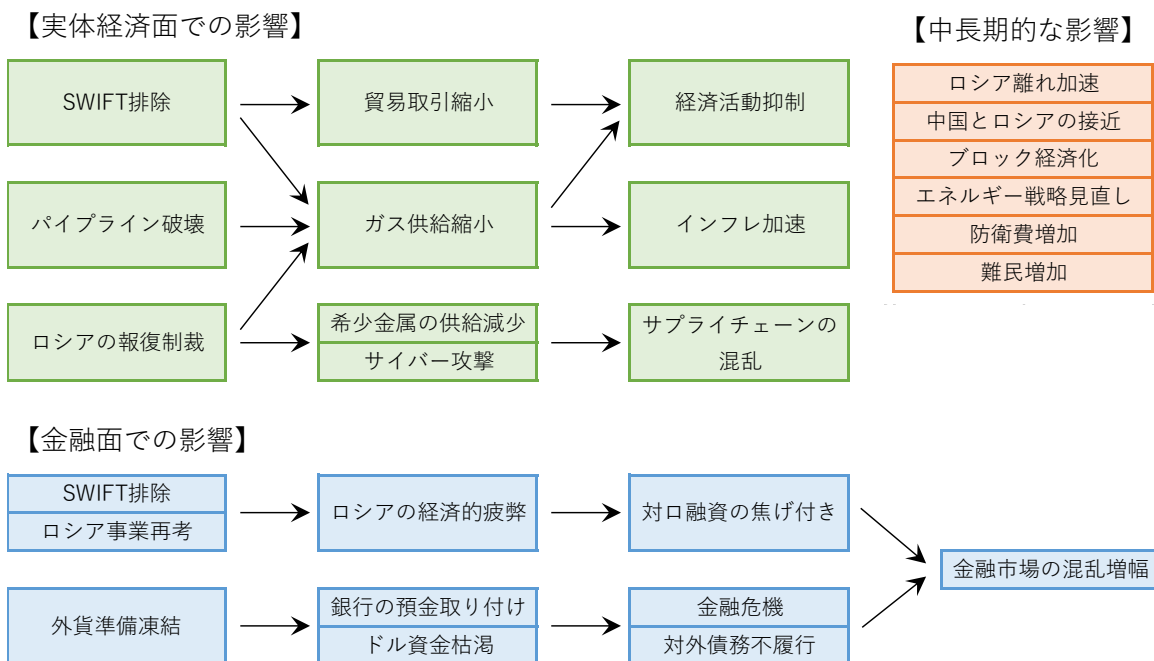 【実体経済面での影響】
SWIFT排除
貿易取引縮小
経済活動抑制
パイプライン破壊
ガス供給縮小
インフレ加速
ロシアの報復制裁
希少金属の供給減少
サイバー攻撃
サプライチェーンの
混乱
【中長期的な影響】
ロシア離れ加速
中国とロシアの接近
ブロック経済化
エネルギー戦略見直し
防衛費増加
難民増加
【金融面での影響】
SWIFT排除
ロシア事業再考
ロシアの経済的疲弊
対ロ融資の焦げ付き
外貨準備凍結
銀行の預金取り付け
ドル資金枯渇
金融危機
対外債務不履行
金融市場の混乱増幅